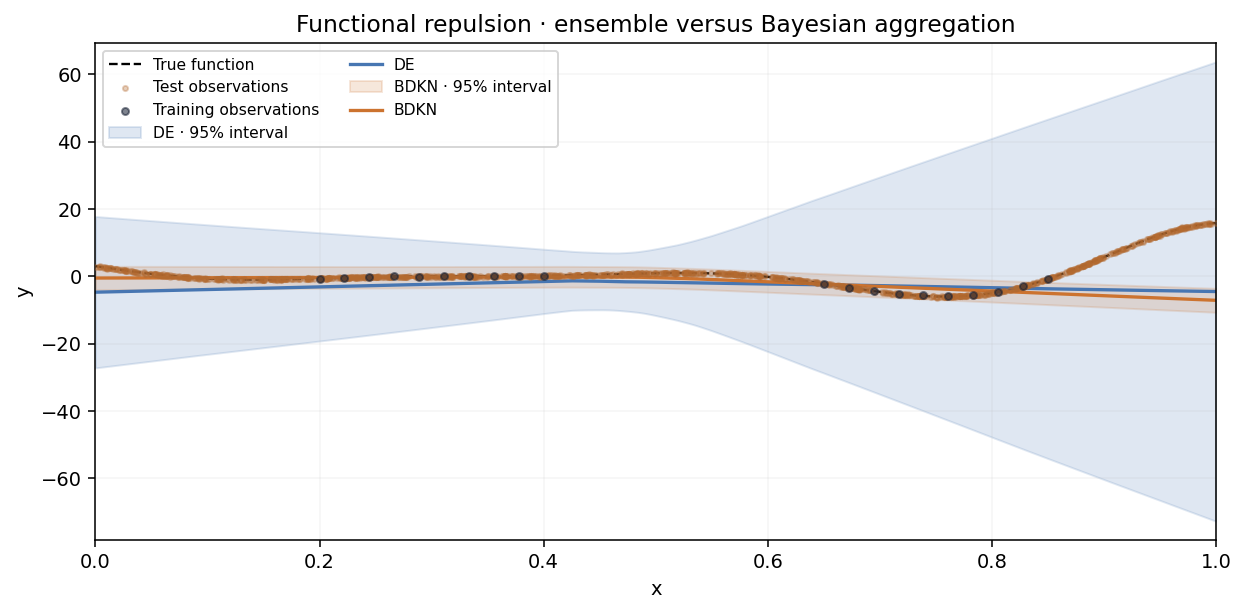 Functional repulsion · ensemble versus Bayesian aggregation
True function
Test observations
Training observations
DE · 95% interval
DE
BDKN · 95% interval
BDKN
60
40
20
0
−20
−40
−60
y
0.0 0.2 0.4 0.6 0.8 1.0
x